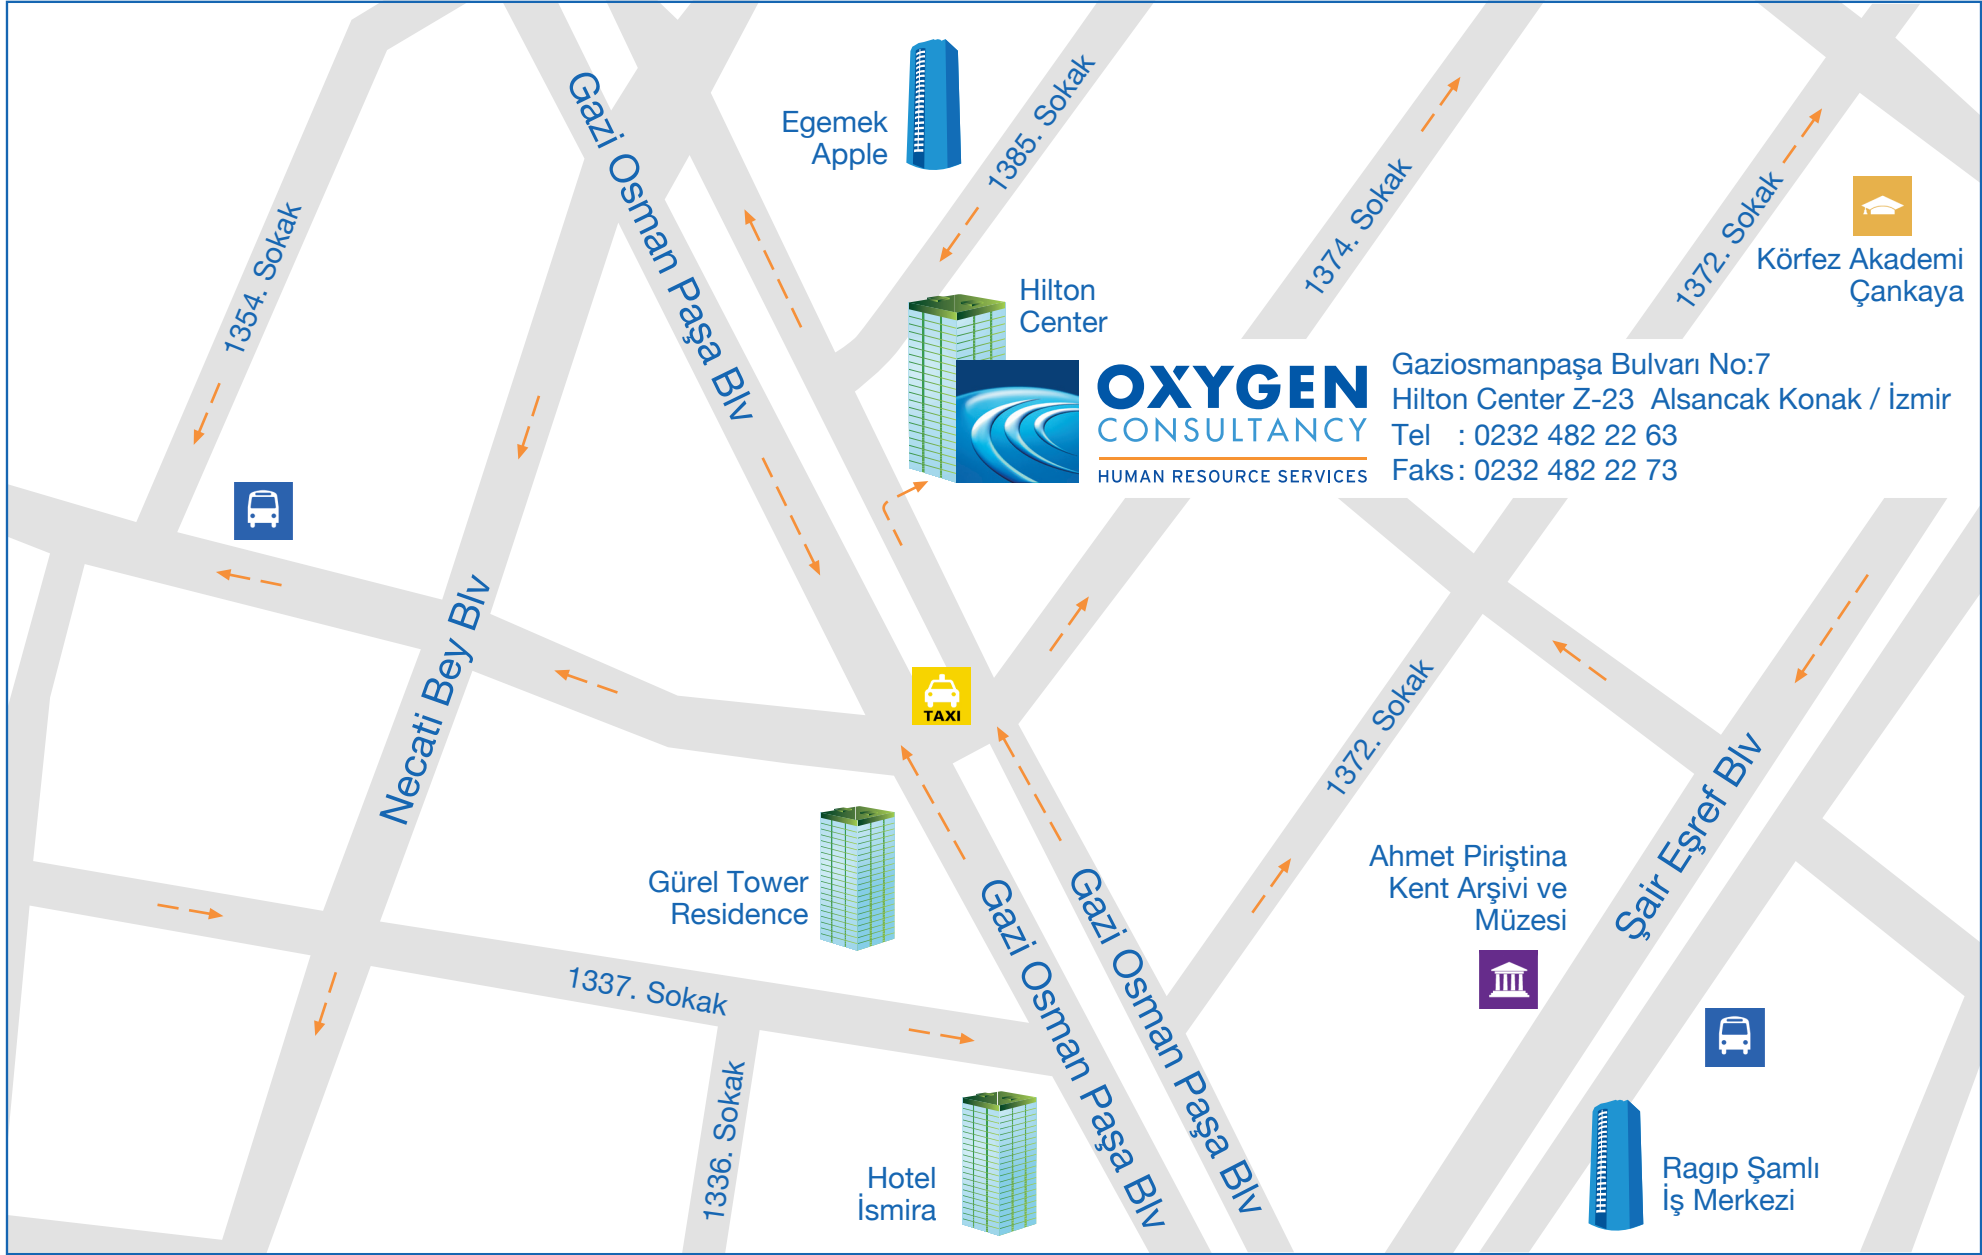 Gazi Osman Paşa Blv
Egemek
Apple
1385. Sokak
1374. Sokak
1372. Sokak
Körfez Akademi
Çankaya
1354. Sokak
Hilton
Center
OXYGEN
CONSULTANCY
HUMAN RESOURCE SERVICES
Gaziosmanpaşa Bulvarı No:7
Hilton Center Z-23 Alsancak Konak / İzmir
Tel : 0232 482 22 63
Faks : 0232 482 22 73
Necati Bey Blv
TAXI
1372. Sokak
Şair Eşref Blv
Gürel Tower
Residence
Ahmet Piriştina
Kent Arşivi ve
Müzesi
1337. Sokak
Gazi Osman Paşa Blv
Gazi Osman Paşa Blv
1336. Sokak
Hotel
İsmira
Ragıp Şamlı
İş Merkezi